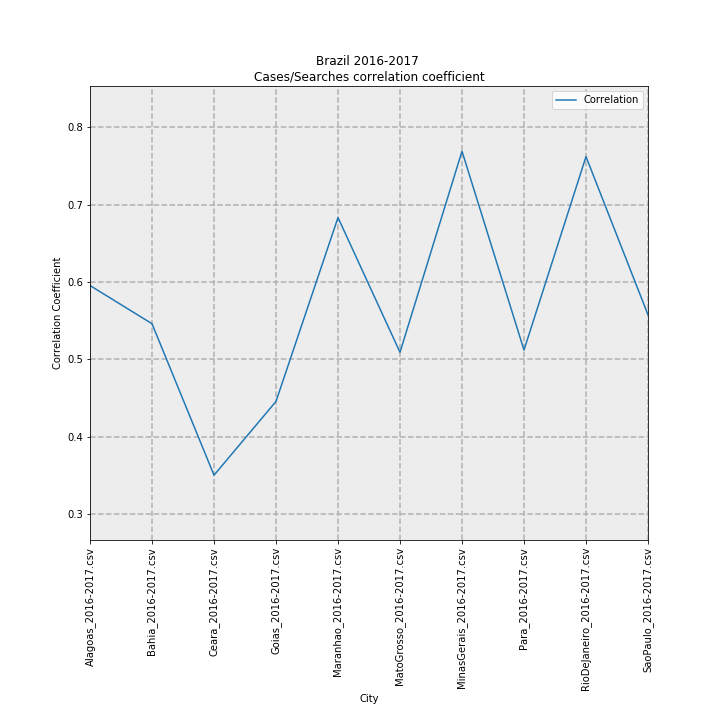 Brazil 2016-2017
Cases/Searches correlation coefficient
Correlation
0.8
0.7
0.6
0.5
0.4
0.3
Correlation Coefficient
Alagoas_2016-2017.csv
Bahia_2016-2017.csv
Ceara_2016-2017.csv
Goias_2016-2017.csv
Maranhao_2016-2017.csv
MatoGrosso_2016-2017.csv
MinasGerais_2016-2017.csv
Para_2016-2017.csv
RioDeJaneiro_2016-2017.csv
SaoPaulo_2016-2017.csv
City